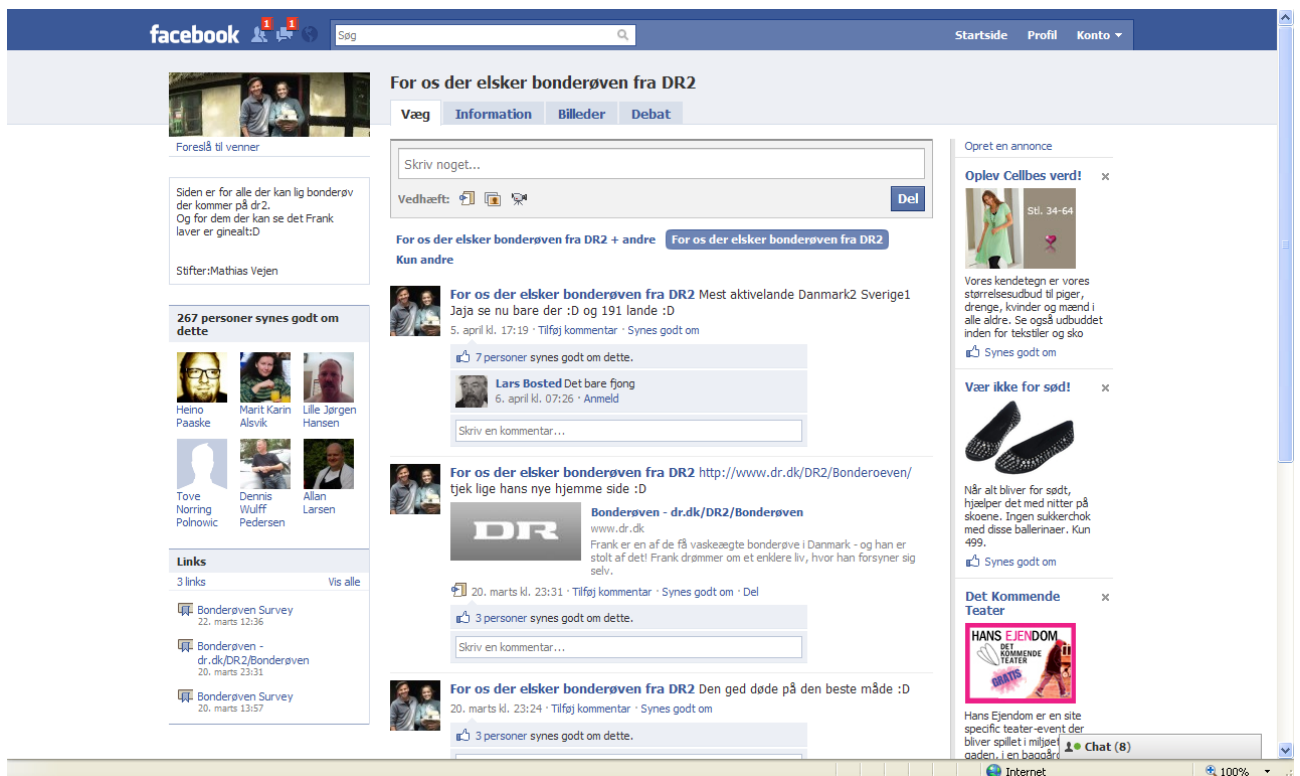 facebook
1
1
Søg
Startside Profil Konto
Foreslå til venner
Siden er for alle der kan lig bonderøv
der kommer på dr2.
Og for dem der kan se det Frank
laver er ginealt:D
Stifter:Mathias Vejen
267 personer synes godt om
dette
Heino
Paaske
Marit Karin
Alsvik
Lille Jørgen
Hansen
Tove
Norring
Polnowic
Dennis
Wulff
Pedersen
Allan
Larsen
Links
3 links Vis alle
Bonderøven Survey
22. marts 12:36
Bonderøven -
dr.dk/DR2/Bonderøven
20. marts 23:31
Bonderøven Survey
20. marts 13:57
For os der elsker bonderøven fra DR2
Væg Information Billeder Debat
Skriv noget...
Vedhæft: Del
For os der elsker bonderøven fra DR2 + andre For os der elsker bonderøven fra DR2
Kun andre
For os der elsker bonderøven fra DR2 Mest aktivelande Danmark2 Sverige1
Jaja se nu bare der :D og 191 lande :D
5. april kl. 17:19 · Tilføj kommentar · Synes godt om
7 personer synes godt om dette.
Lars Bosted Det bare fjong
6. april kl. 07:26 · Anmeld
Skriv en kommentar...
For os der elsker bonderøven fra DR2 http://www.dr.dk/DR2/Bonderoeven/
tjek lige hans nye hjemme side :D
DR
Bonderøven - dr.dk/DR2/Bonderøven
www.dr.dk
Frank er en af de få vaskeægte bonderøve i Danmark - og han er
stolt af det! Frank drømmer om et enklere liv, hvor han forsyner sig
selv.
20. marts kl. 23:31 · Tilføj kommentar · Synes godt om · Del
3 personer synes godt om dette.
Skriv en kommentar...
For os der elsker bonderøven fra DR2 Den ged døde på den beste måde :D
20. marts kl. 23:24 · Tilføj kommentar · Synes godt om
3 personer synes godt om dette.
Opret en annonce
Oplev Cellbes verd!
Stl. 34-64
Vores kendetegn er vores
størrelsesudbud til piger,
drenge, kvinder og mænd i
alle aldre. Se også udbuddet
inden for tekstiler og sko
Synes godt om
Vær ikke for sød!
Når alt bliver for sødt,
hjælper det med nitter på
skoene. Ingen sukkerchok
med disse ballerinaer. Kun
499.
Synes godt om
Det Kommende
Teater
HANS EJENDOM
DET
KOMMENDE
TEATER
GRATIS
Hans Ejendom er en site
specific teater-event der
bliver spillet i miljøet
gaden, i en baggård
Chat (8)
Internet 100%